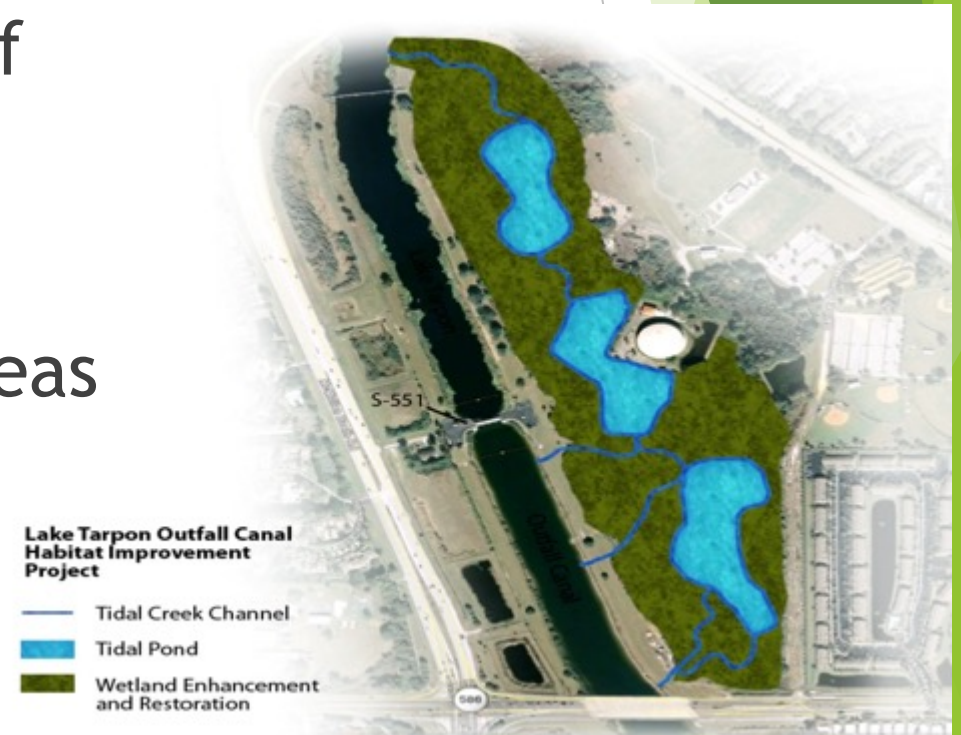 f
eas
S-551
Outfall Canal
Lake Tarpon Outfall Canal
Habitat Improvement
Project
Tidal Creek Channel
Tidal Pond
Wetland Enhancement
and Restoration